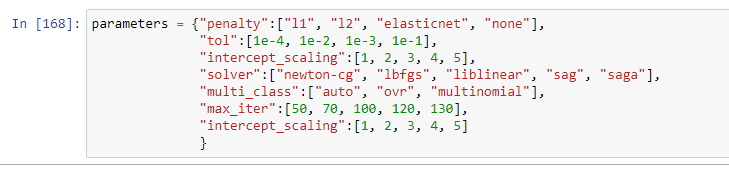 In [168]: parameters = {"penalty":["l1", "l2", "elasticnet", "none"],
"tol":[1e-4, 1e-2, 1e-3, 1e-1],
"intercept_scaling":[1, 2, 3, 4, 5],
"solver":["newton-cg", "lbfgs", "liblinear", "sag", "saga"],
"multi_class":["auto", "ovr", "multinomial"],
"max_iter":[50, 70, 100, 120, 130],
"intercept_scaling":[1, 2, 3, 4, 5]
}